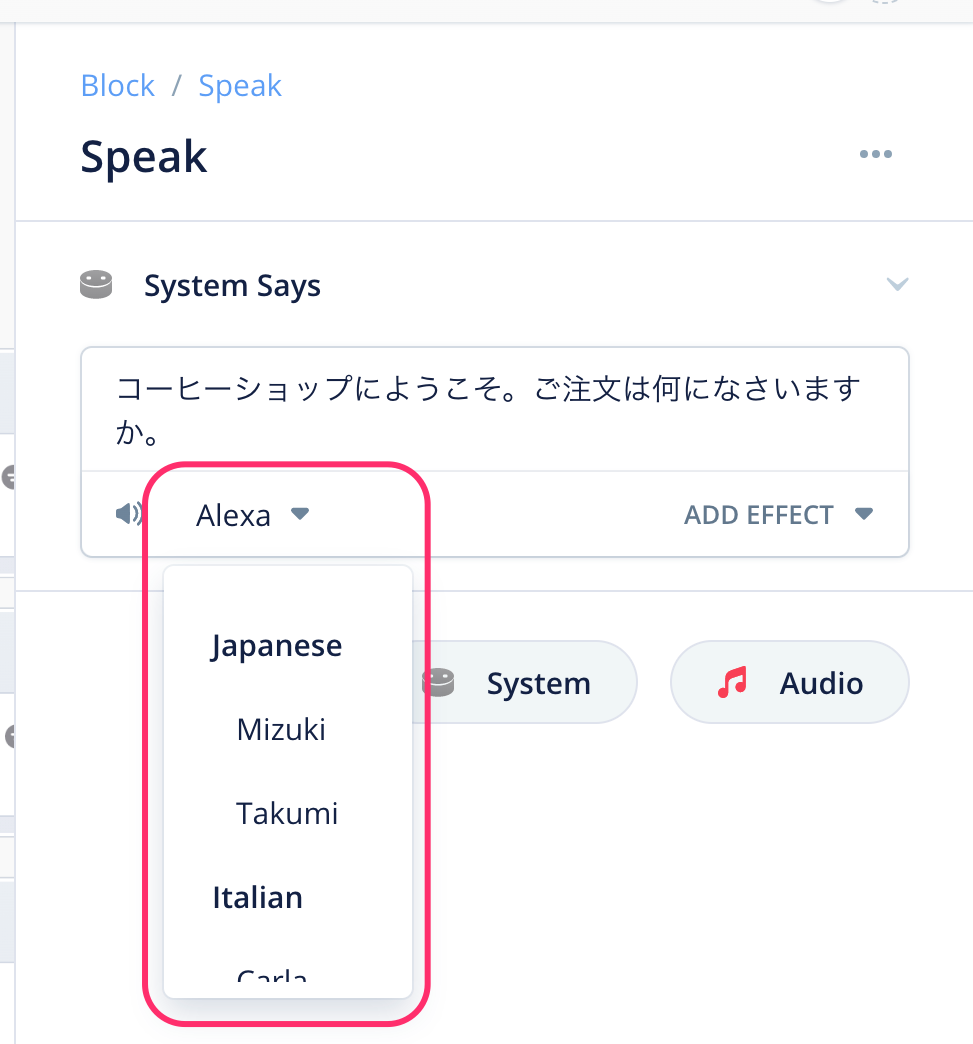 Block / Speak
Speak
System Says
コーヒーショップにようこそ。ご注文は何になさいます
か。
Alexa
ADD EFFECT
Japanese
Mizuki
Takumi
Italian
Carla
System
Audio